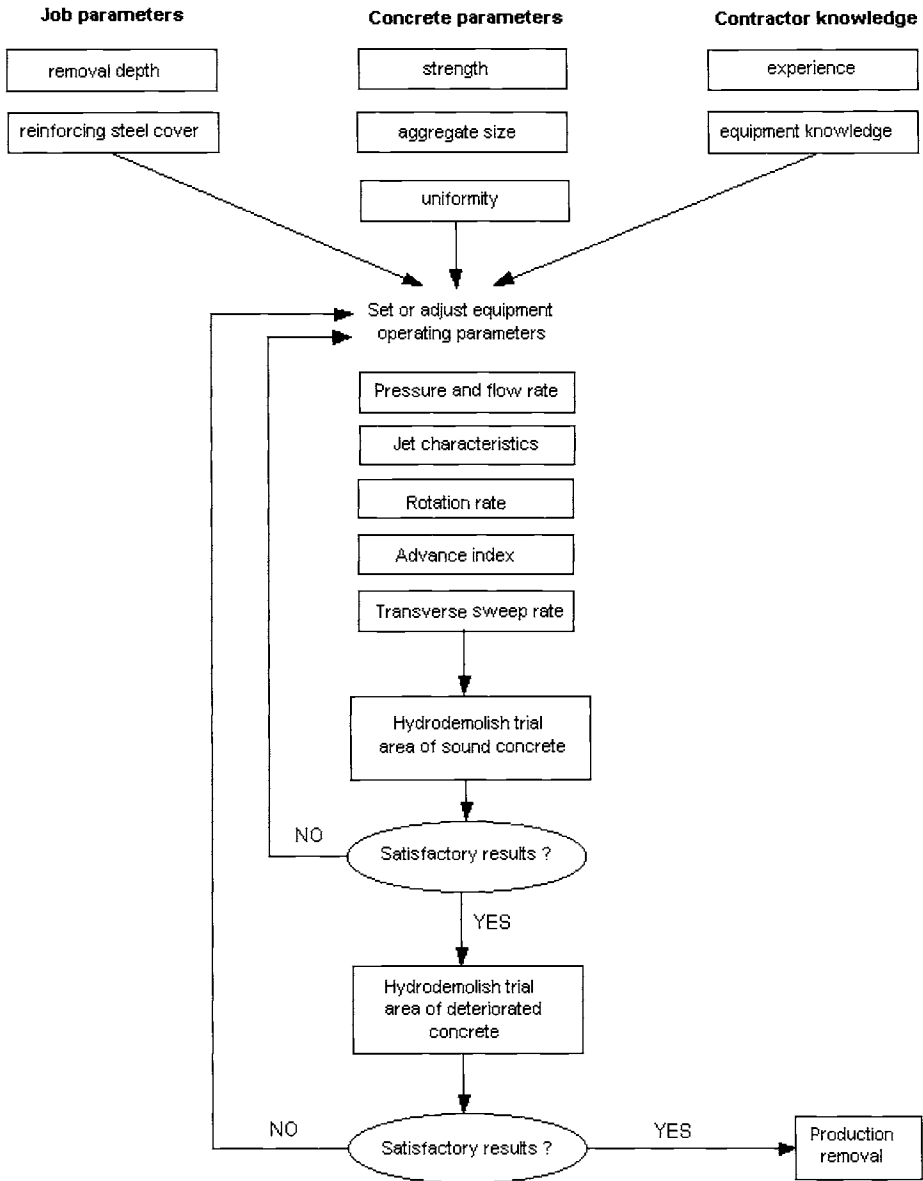 Job parameters
Concrete parameters
Contractor knowledge
removal depth
strength
experience
reinforcing steel cover
aggregate size
equipment knowledge
uniformity
Set or adjust equipment
operating parameters
Pressure and flow rate
Jet characteristics
Rotation rate
Advance index
Transverse sweep rate
Hydrodemolish trial
area of sound concrete
NO
Satisfactory results ?
YES
Hydrodemolish trial
area of deteriorated
concrete
NO
Satisfactory results ?
YES
Production
removal